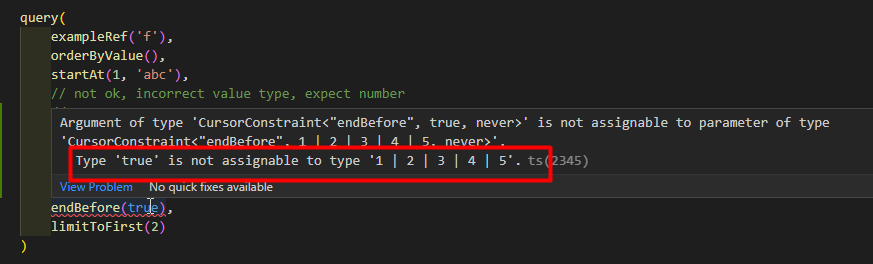 query(
exampleRef('f'),
orderByValue(),
startAt(1, 'abc'),
// not ok, incorrect value type, expect number
Argument of type 'CursorConstraint<"endBefore", true, never>' is not assignable to parameter of type
'CursorConstraint<"endBefore", 1 | 2 | 3 | 4 | 5, never>'.
Type 'true' is not assignable to type '1 | 2 | 3 | 4 | 5'. ts(2345)
View Problem No quick fixes available
endBefore(true),
limitToFirst(2)
)